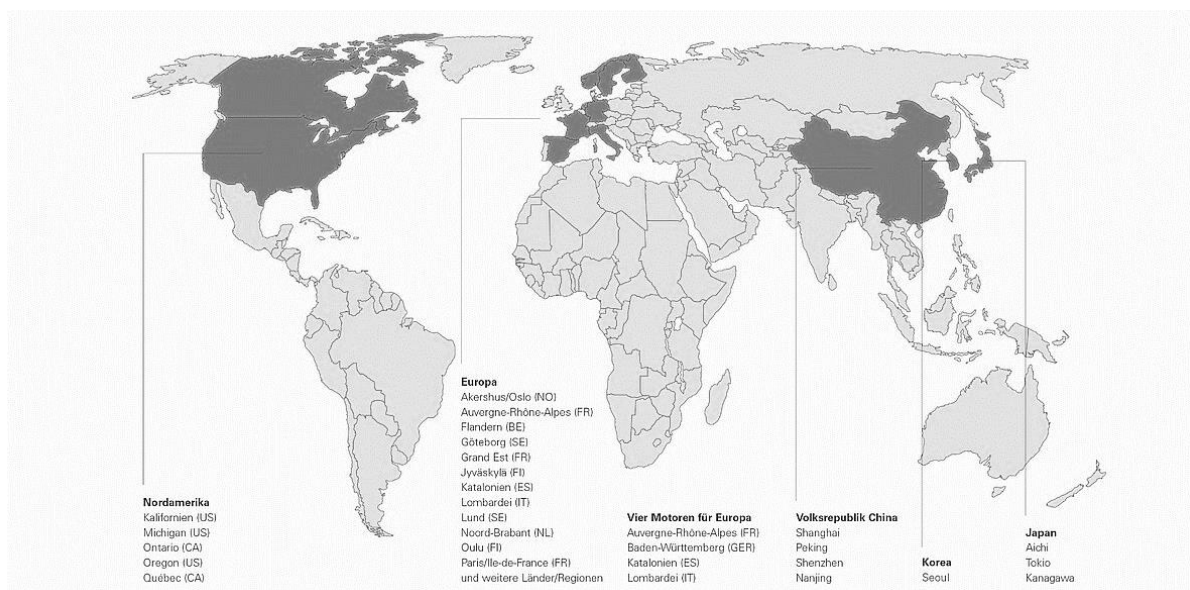 Nordamerika
Kalifornien (US)
Michigan (US)
Ontario (CA)
Oregon (US)
Québec (CA)
Europa
Akershus/Oslo (NO)
Auvergne-Rhône-Alpes (FR)
Flandern (BE)
Göteborg (SE)
Grand Est (FR)
Jyväskylä (FI)
Katalonien (ES)
Lombardei (IT)
Lund (SE)
Noord-Brabant (NL)
Oulu (FI)
Paris/Ile-de-France (FR)
und weitere Länder/Regionen
Vier Motoren für Europa
Auvergne-Rhône-Alpes (FR)
Baden-Württemberg (GER)
Katalonien (ES)
Lombardei (IT)
Volksrepublik China
Shanghai
Peking
Shenzhen
Nanjing
Korea
Seoul
Japan
Aichi
Tokio
Kanagawa